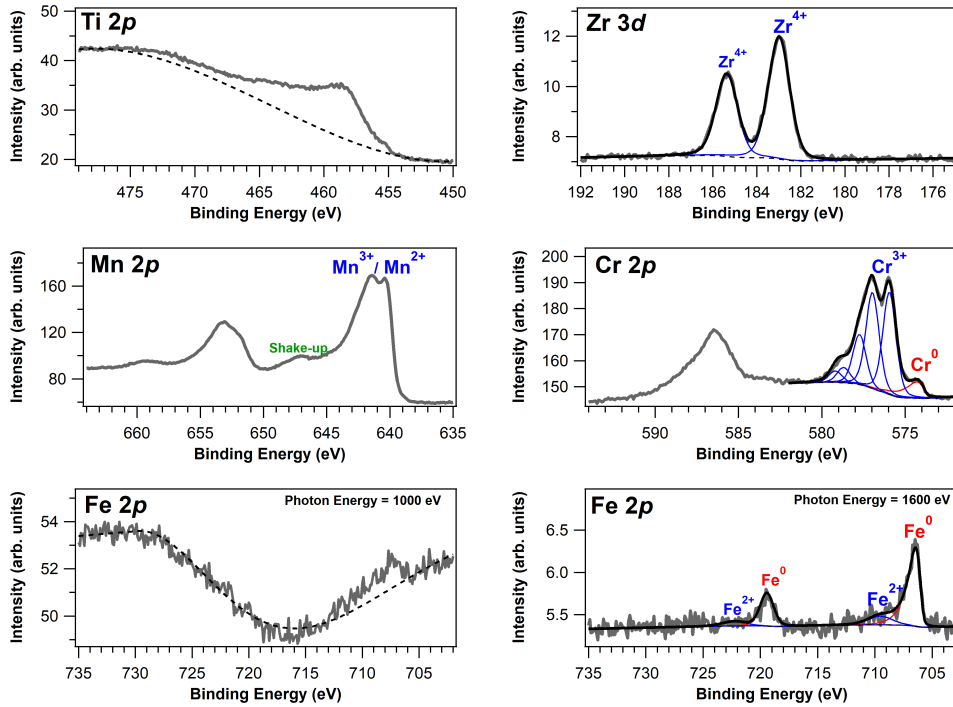 Ti 2p
Intensity (arb. units)
50
40
30
20
475
470
465
460
455
450
Binding Energy (eV)
Zr 3d
Zr4+
Zr4+
Intensity (arb. units)
12
10
8
192
190
188
186
184
182
180
178
176
Binding Energy (eV)
Mn 2p
Mn3+/ Mn2+
Shake-up
Intensity (arb. units)
160
120
80
660
655
650
645
640
635
Binding Energy (eV)
Cr 2p
Cr3+
Cr0
Intensity (arb. units)
200
190
180
170
160
150
140
590
585
580
575
Binding Energy (eV)
Fe 2p
Photon Energy = 1000 eV
Intensity (arb. units)
54
52
50
735
730
725
720
715
710
705
Binding Energy (eV)
Fe 2p
Photon Energy = 1600 eV
Fe0
Fe0
Fe2+
Fe2+
Intensity (arb. units)
6.5
6.0
5.5
735
730
725
720
715
710
705
Binding Energy (eV)